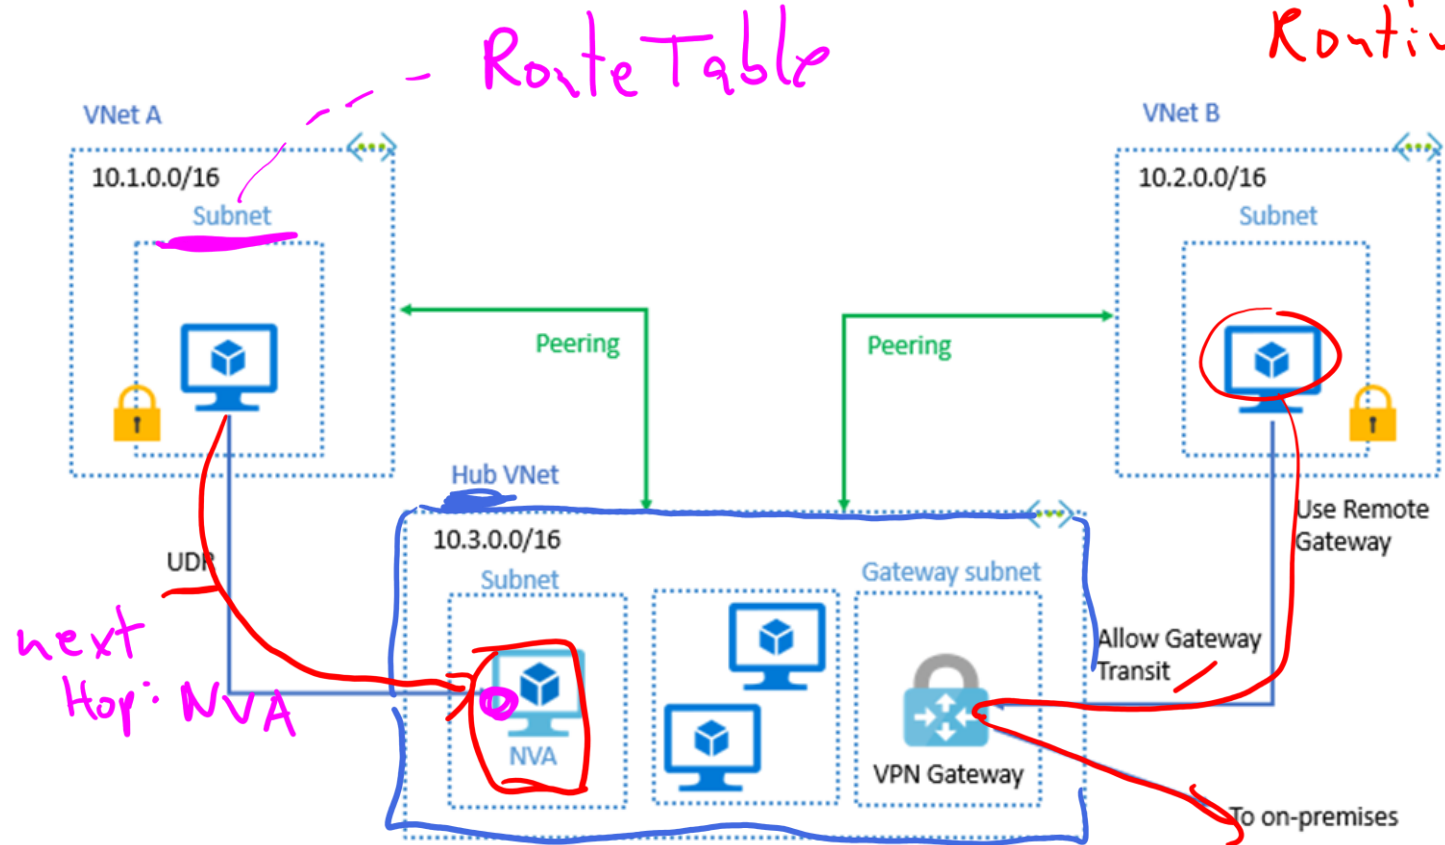 Route Table
VNet A
VNet B
10.1.0.0/16
10.2.0.0/16
Subnet
Subnet
Peering
Peering
Hub VNet
10.3.0.0/16
Use Remote
Gateway
UDR
Subnet
Gateway subnet
next
Hop: NVA
Allow Gateway
Transit
NVA
VPN Gateway
To on-premises